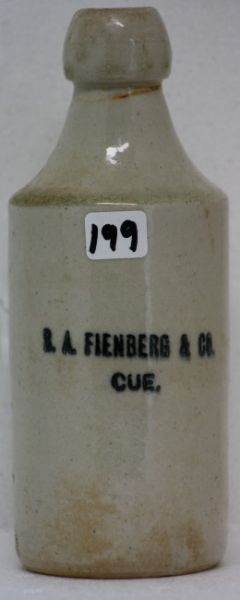 199
B. A. FIENBERG & CO.
CUE.